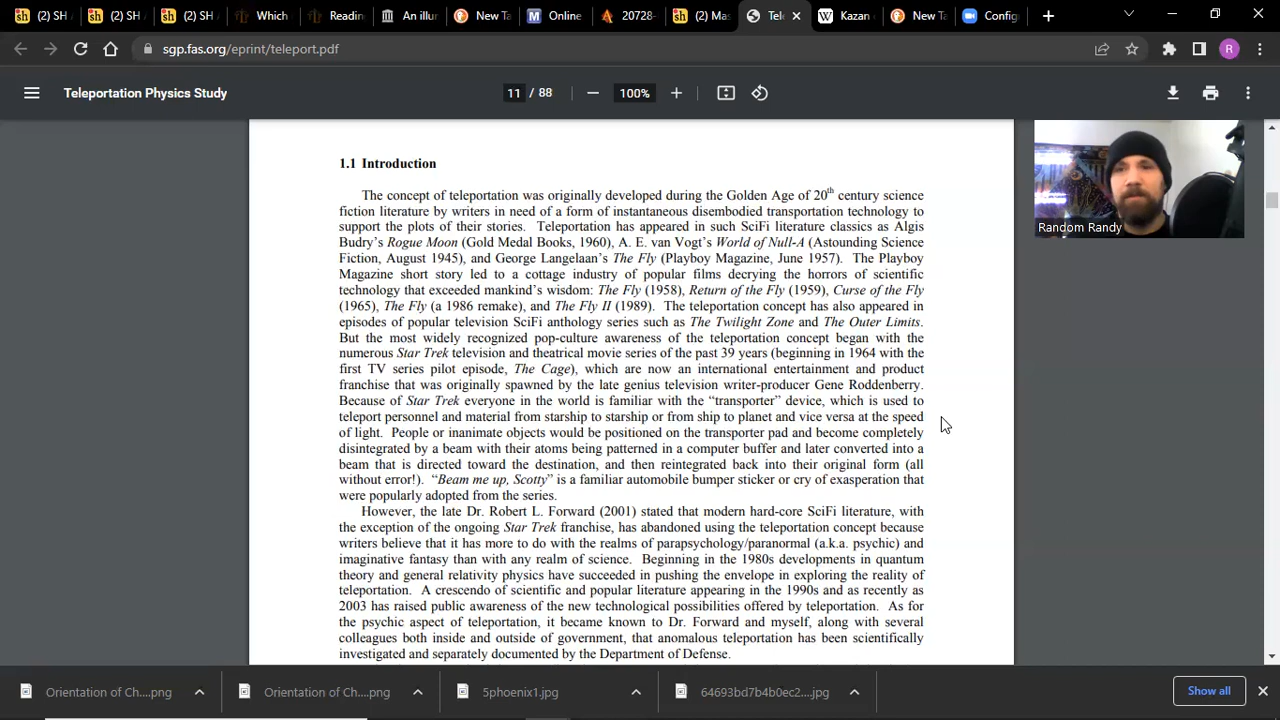 (2) SH
(2) SH
(2) SH
Which
Readin
An illu
New Ta
Online
20728-
(2) Ma
Tele
Kazan
New Ta
Config
sgp.fas.org/eprint/teleport.pdf
R
Teleportation Physics Study
11 / 88
100%
1.1 Introduction
The concept of teleportation was originally developed during the Golden Age of 20th century science
fiction literature by writers in need of a form of instantaneous disembodied transportation technology to
support the plots of their stories. Teleportation has appeared in such SciFi literature classics as Algis
Budry's Rogue Moon (Gold Medal Books, 1960), A. E. van Vogt's World of Null-A (Astounding Science
Fiction, August 1945), and George Langelaan's The Fly (Playboy Magazine, June 1957). The Playboy
Magazine short story led to a cottage industry of popular films decrying the horrors of scientific
technology that exceeded mankind's wisdom: The Fly (1958), Return of the Fly (1959), Curse of the Fly
(1965), The Fly (a 1986 remake), and The Fly II (1989). The teleportation concept has also appeared in
episodes of popular television SciFi anthology series such as The Twilight Zone and The Outer Limits.
But the most widely recognized pop-culture awareness of the teleportation concept began with the
numerous Star Trek television and theatrical movie series of the past 39 years (beginning in 1964 with the
first TV series pilot episode, The Cage), which are now an international entertainment and product
franchise that was originally spawned by the late genius television writer-producer Gene Roddenberry.
Because of Star Trek everyone in the world is familiar with the "transporter" device, which is used to
teleport personnel and material from starship to starship or from ship to planet and vice versa at the speed
of light. People or inanimate objects would be positioned on the transporter pad and become completely
disintegrated by a beam with their atoms being patterned in a computer buffer and later converted into a
beam that is directed toward the destination, and then reintegrated back into their original form (all
without error!). "Beam me up, Scotty" is a familiar automobile bumper sticker or cry of exasperation that
were popularly adopted from the series.
However, the late Dr. Robert L. Forward (2001) stated that modern hard-core SciFi literature, with
the exception of the ongoing Star Trek franchise, has abandoned using the teleportation concept because
writers believe that it has more to do with the realms of parapsychology/paranormal (a.k.a. psychic) and
imaginative fantasy than with any realm of science. Beginning in the 1980s developments in quantum
theory and general relativity physics have succeeded in pushing the envelope in exploring the reality of
teleportation. A crescendo of scientific and popular literature appearing in the 1990s and as recently as
2003 has raised public awareness of the new technological possibilities offered by teleportation. As for
the psychic aspect of teleportation, it became known to Dr. Forward and myself, along with several
colleagues both inside and outside of government, that anomalous teleportation has been scientifically
investigated and separately documented by the Department of Defense.
Random Randy
Orientation of Ch....png
Orientation of Ch....png
5phoenix1.jpg
64693bd7b4b0ec2....jpg
Show all